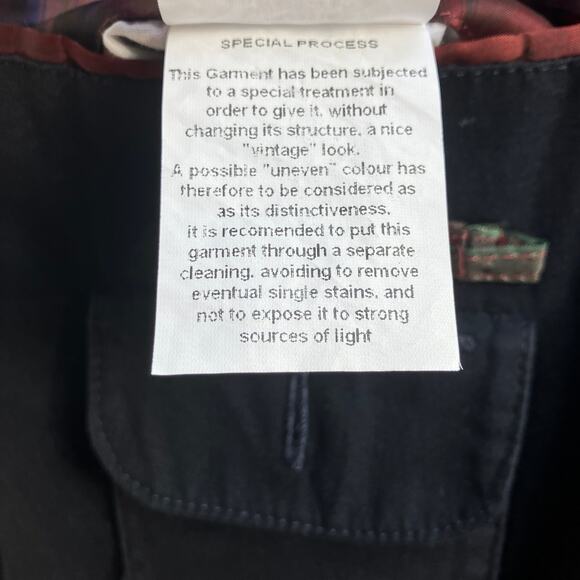 SPECIAL PROCESS
This Garment has been subjected
to a special treatment in
order to give it, without
changing its structure, a nice
"vintage" look.
A possible "uneven" colour has
therefore to be considered as
as its distinctiveness.
it is recomended to put this
garment through a separate
cleaning, avoiding to remove
eventual single stains, and
not to expose it to strong
sources of light